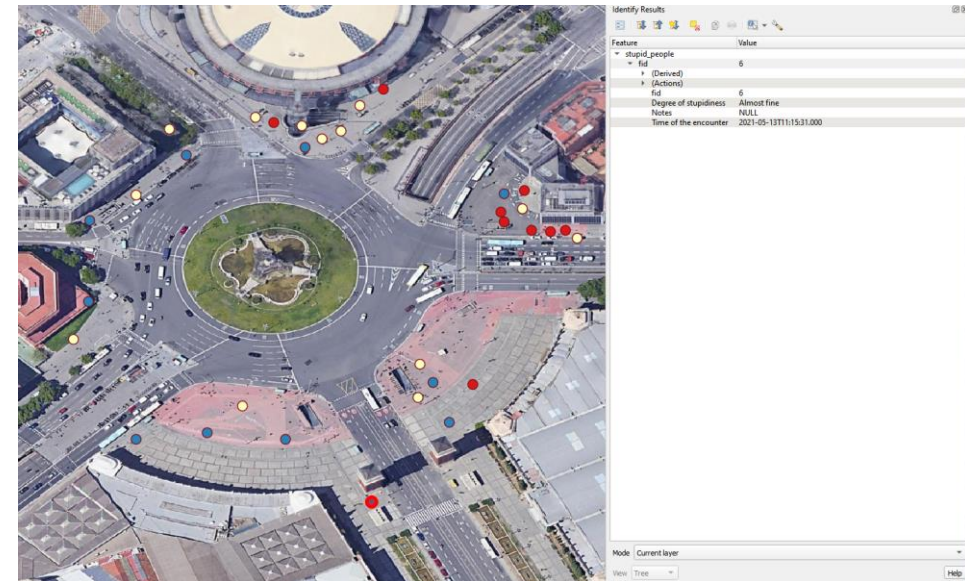 Identify Results
Feature Value
stupid_people
fid 6
(Derived)
(Actions)
fid 6
Degree of stupidiness Almost fine
Notes NULL
Time of the encounter 2021-05-13T11:15:31.000
Mode Current layer
View Tree Help